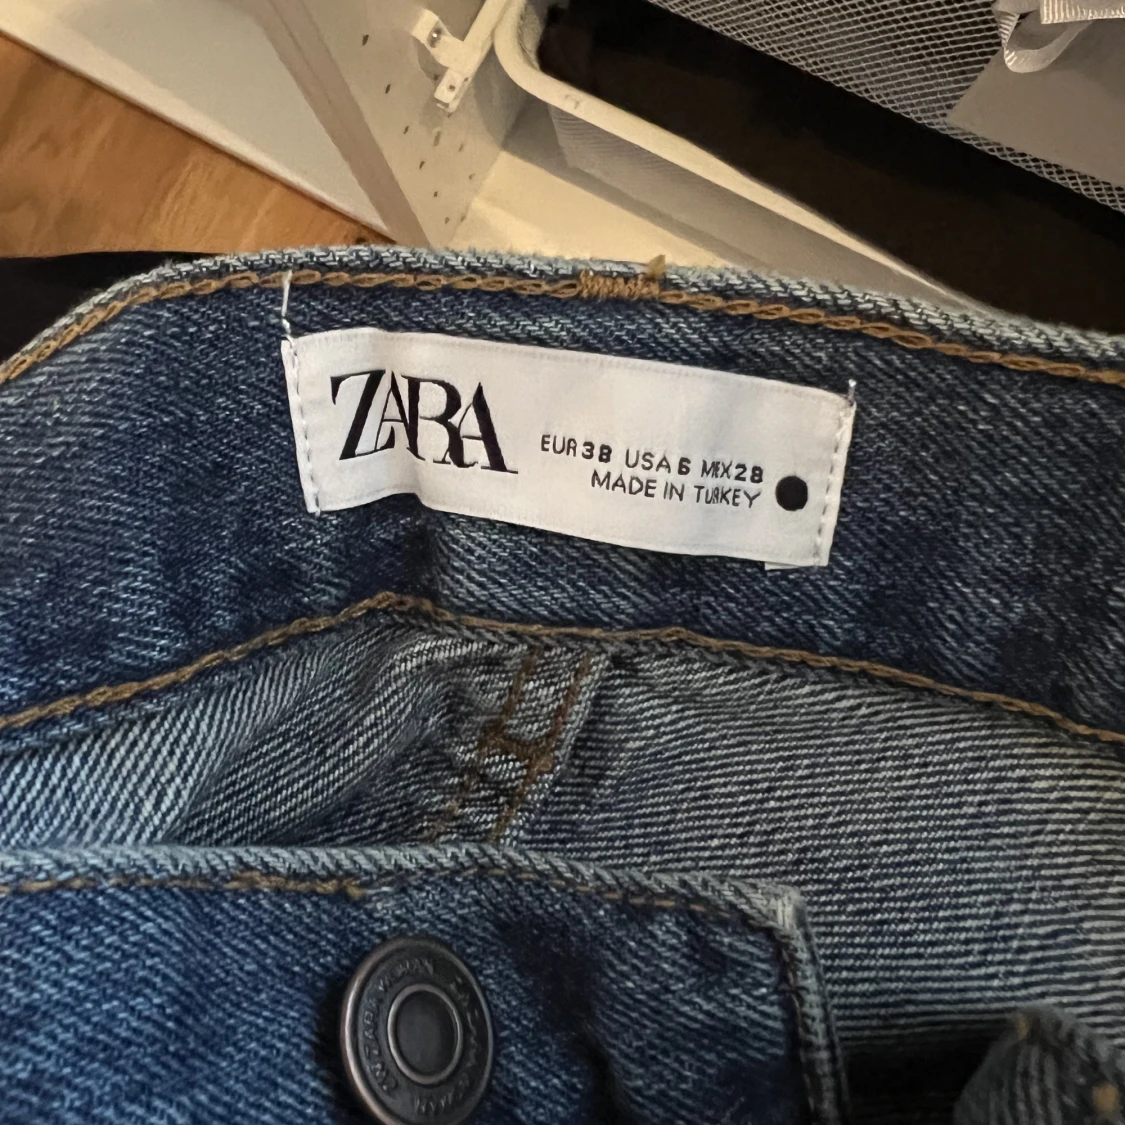 ZARA
EUR 38 USA 6 MEX 28
MADE IN TURKEY